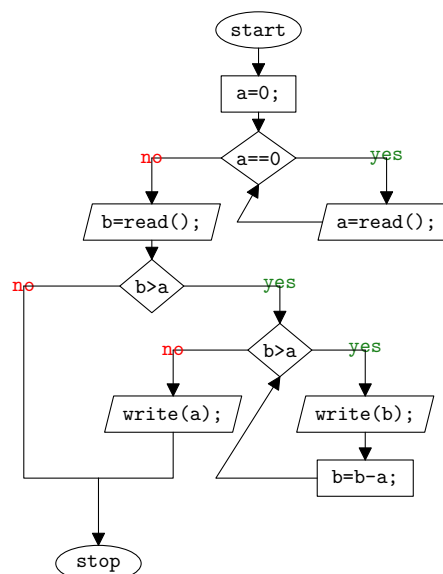 start
a=0;
a==0
no
yes
b=read();
a=read();
b>a
no
yes
b>a
no
yes
write(a);
write(b);
b=b-a;
stop